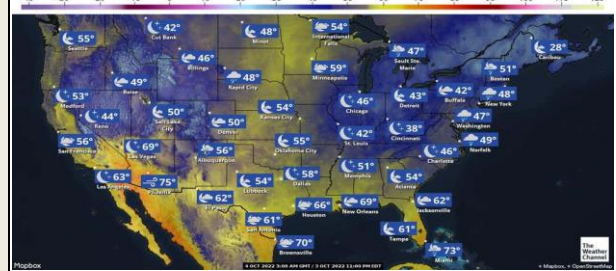 42°
Cut Bank
48°
Minot
54°
International
Falls
55°
Seattle
47°
Sault Ste.
Marie
28°
Caribou
46°
Billings
59°
Minneapolis
51°
Boston
49°
Boise
48°
Rapid City
53°
Medford
46°
Chicago
43°
Detroit
42°
Buffalo
48°
New York
44°
Reno
50°
Salt Lake
City
50°
Denver
54°
Kansas City
47°
Washington
56°
San Francisco
69°
Las Vegas
56°
Albuquerque
55°
Oklahoma City
42°
St. Louis
38°
Cincinnati
49°
Norfolk
46°
Charlotte
63°
Los Angeles
75°
Phoenix
54°
Lubbock
58°
Dallas
51°
Memphis
54°
Atlanta
62°
El Paso
66°
Houston
69°
New Orleans
62°
Jacksonville
61°
San Antonio
70°
Brownsville
61°
Tampa
73°
Miami
The
Weather
Channel
Mapbox
4 OCT 2022 3:00 AM GMT / 3 OCT 2022 11:00 PM EDT
© Mapbox, © OpenStreetMap